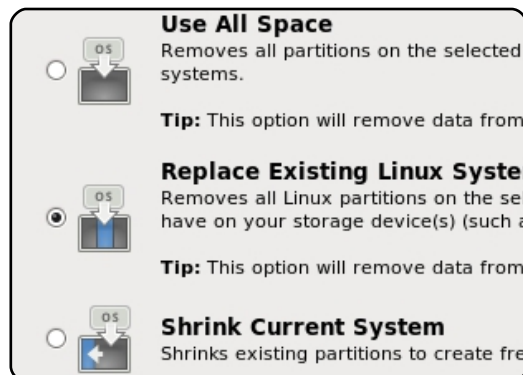 Use All Space
OS
Removes all partitions on the selected
systems.
Tip: This option will remove data from
Replace Existing Linux Syste
OS
Removes all Linux partitions on the se
have on your storage device(s) (such a
Tip: This option will remove data from
OS
Shrink Current System
Shrinks existing partitions to create fre